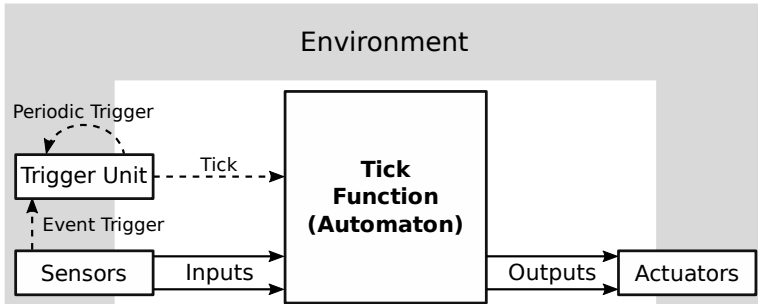 Environment
Periodic Trigger
Trigger Unit
Tick
Tick
Function
(Automaton)
Event Trigger
Sensors
Inputs
Outputs
Actuators